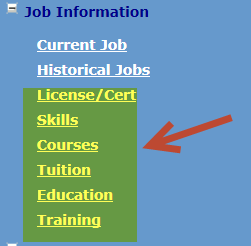 Job Information
Current Job
Historical Jobs
License/Cert
Skills
Courses
Tuition
Education
Training